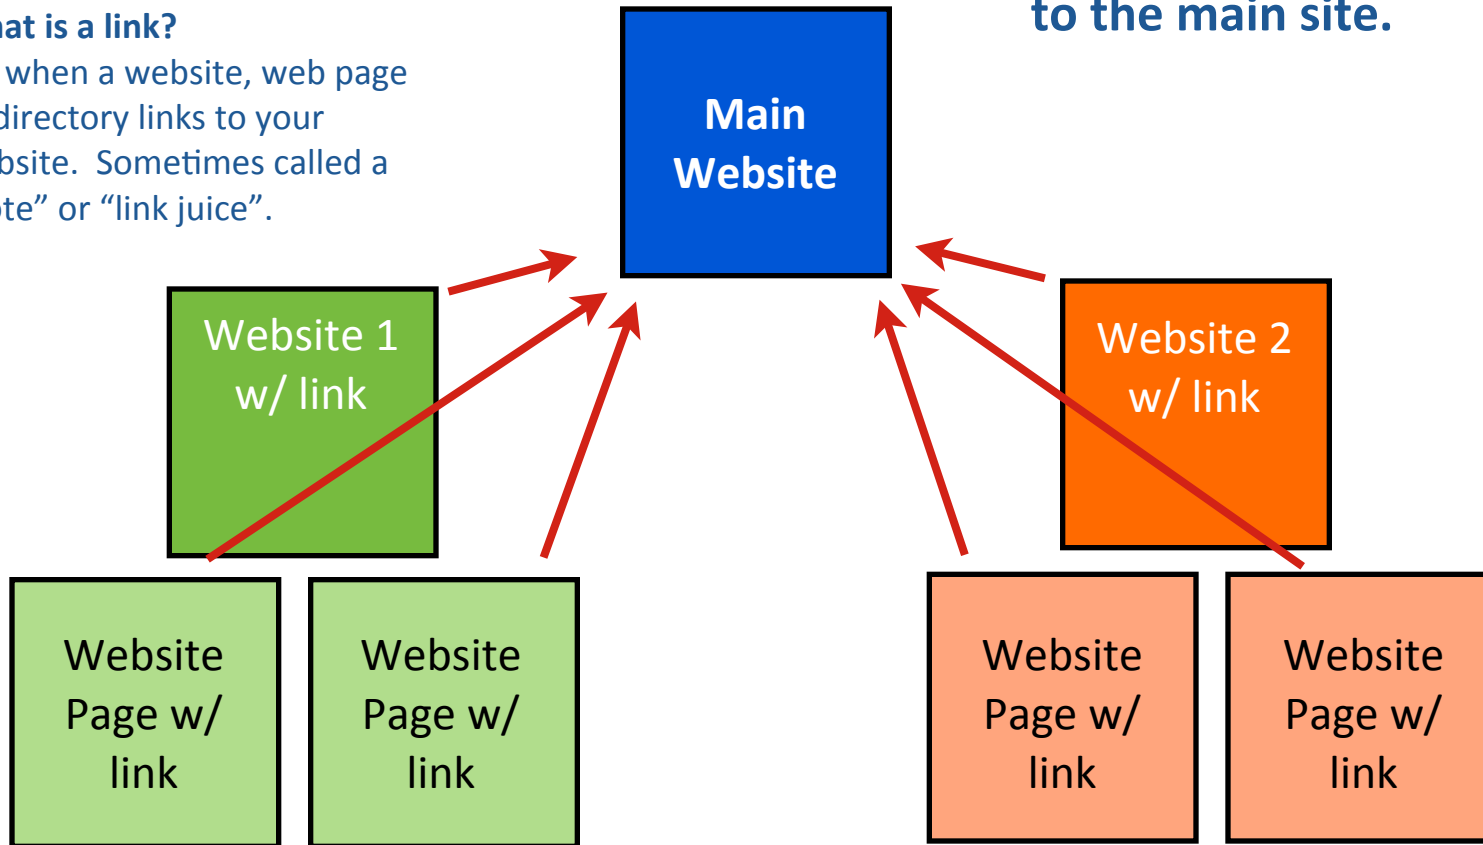 hat is a link?
when a website, web page
directory links to your
bsite.  Sometimes called a
ote” or “link juice”.
to the main site.
Main
Website
Website 1
w/ link
Website 2
w/ link
Website
Page w/
link
Website
Page w/
link
Website
Page w/
link
Website
Page w/
link